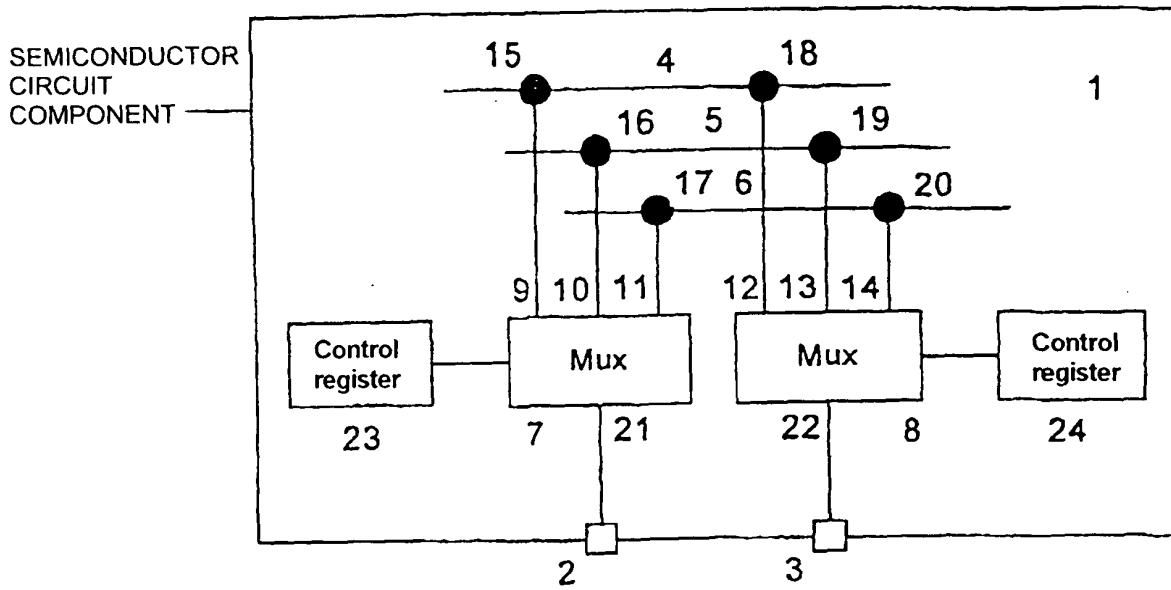 SEMICONDUCTOR
CIRCUIT
COMPONENT
15 4 18
1
16 5 19
17 6 20
9 10 11 12 13 14
Control
register
Mux
Mux
Control
register
23 7 21 22 8 24
2 3